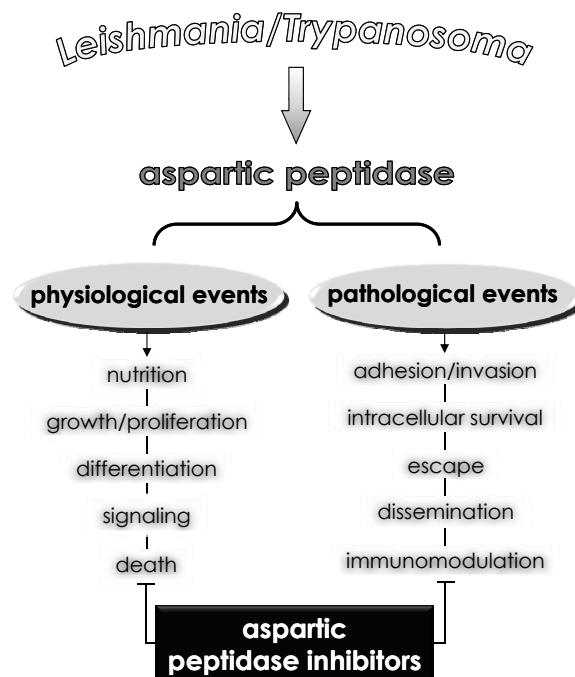 Leishmania/Trypanosoma
aspartic peptidase
physiological events
pathological events
nutrition
growth/proliferation
differentiation
signaling
death
adhesion/invasion
intracellular survival
escape
dissemination
immunomodulation
aspartic
peptidase inhibitors